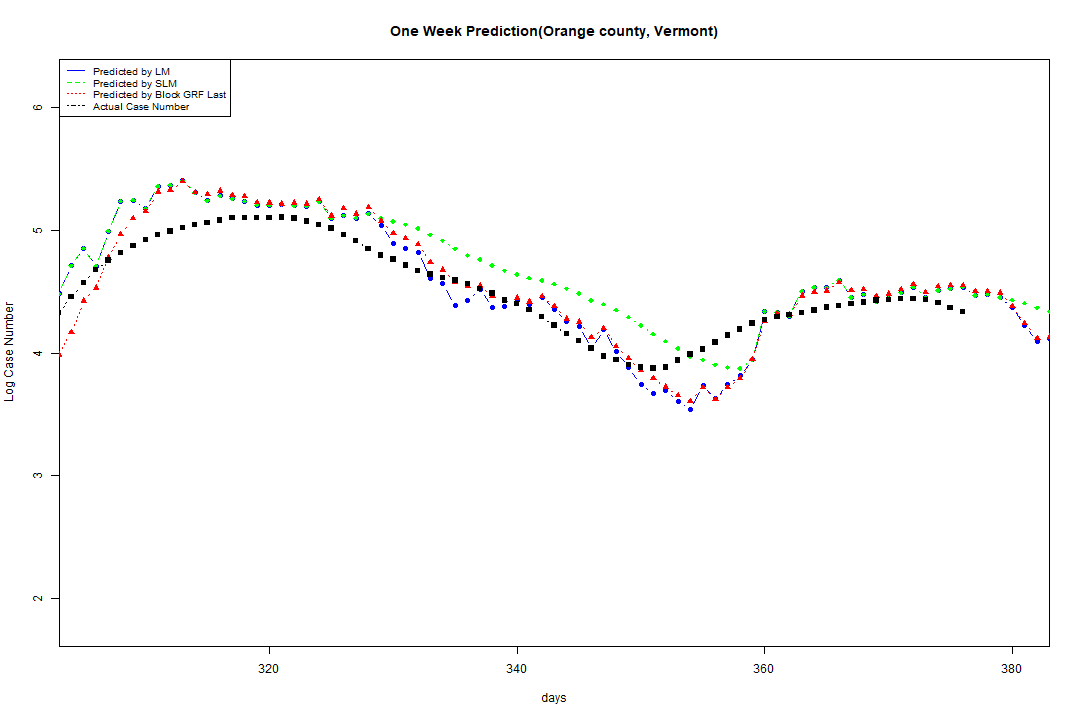 One Week Prediction(Orange county, Vermont)
Predicted by LM
Predicted by SLM
Predicted by Block GRF Last
Actual Case Number
6
5
4
3
2
Log Case Number
320 340 360 380
days